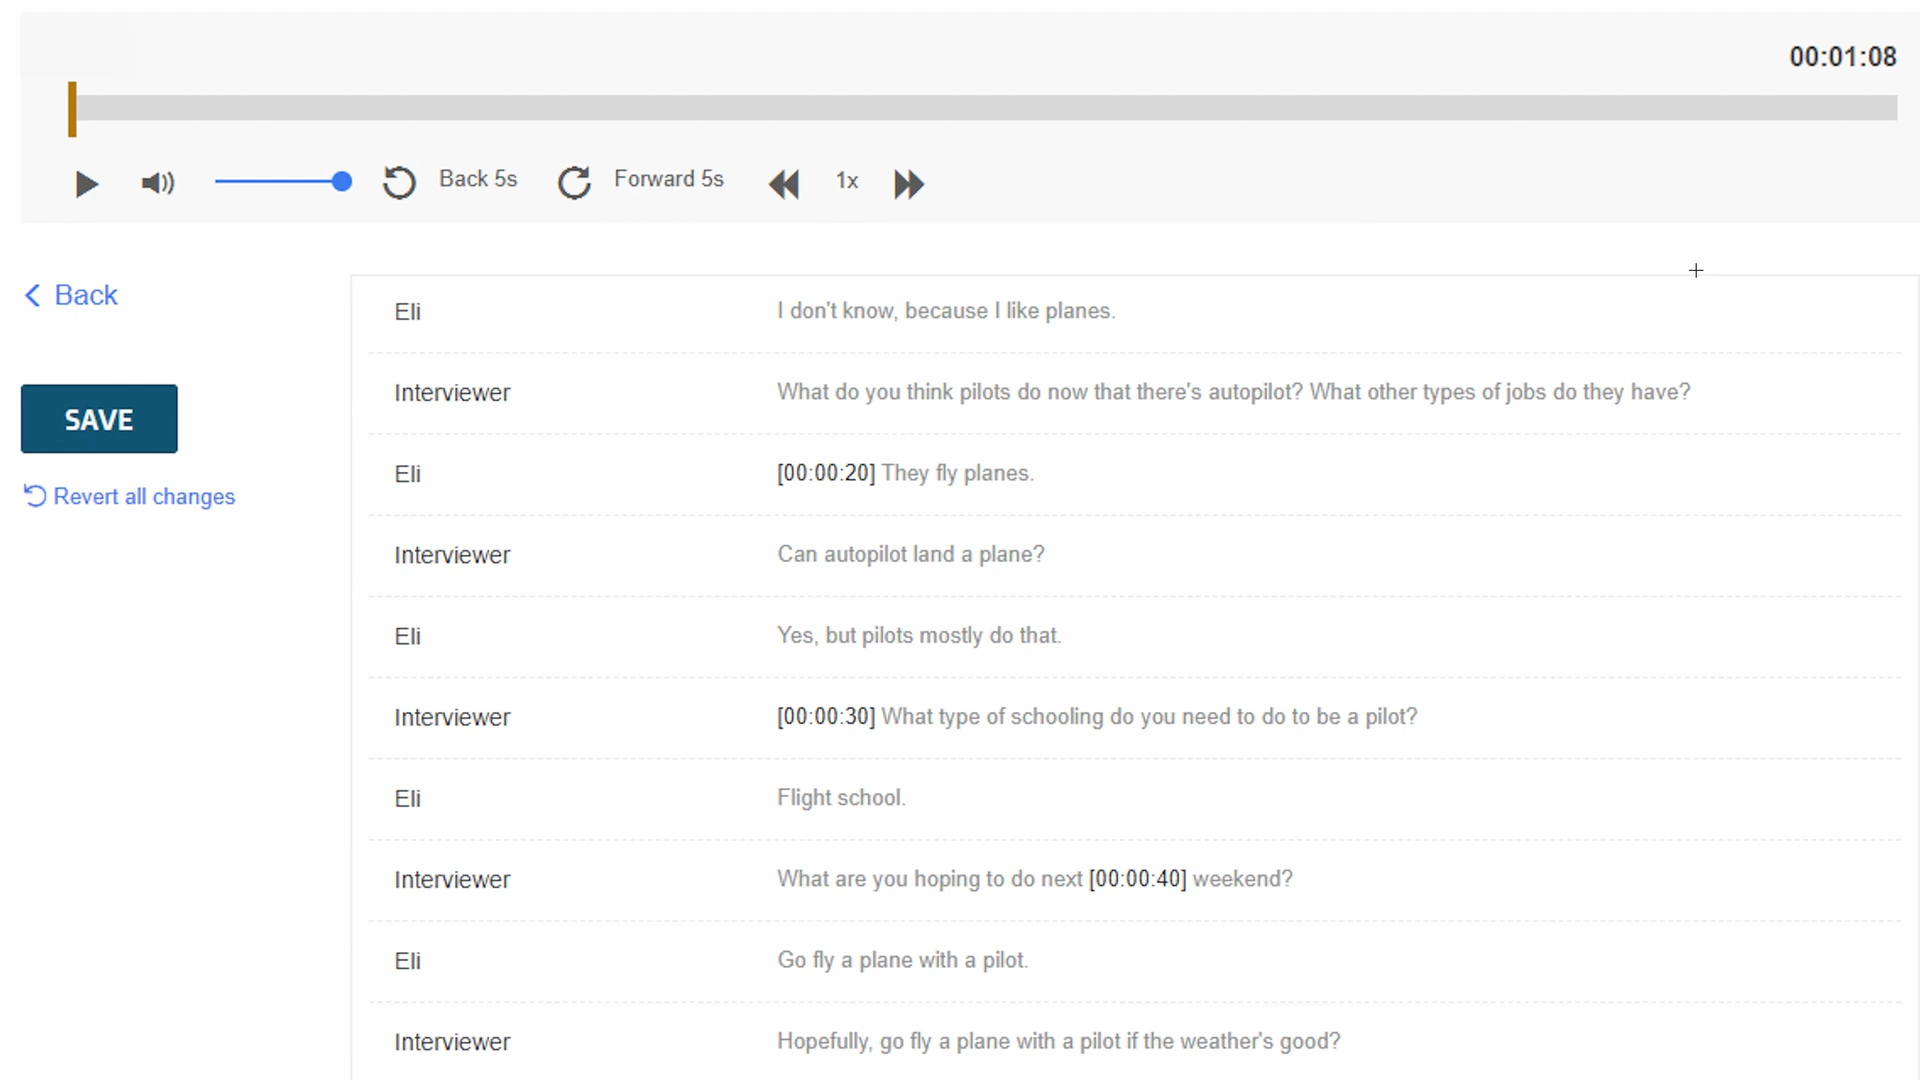 00:01:08
Back 5s Forward 5s 1x
Back
SAVE
Revert all changes
Eli I don't know, because I like planes.
Interviewer What do you think pilots do now that there's autopilot? What other types of jobs do they have?
Eli [00:00:20] They fly planes.
Interviewer Can autopilot land a plane?
Eli Yes, but pilots mostly do that.
Interviewer [00:00:30] What type of schooling do you need to do to be a pilot?
Eli Flight school.
Interviewer What are you hoping to do next [00:00:40] weekend?
Eli Go fly a plane with a pilot.
Interviewer Hopefully, go fly a plane with a pilot if the weather's good?